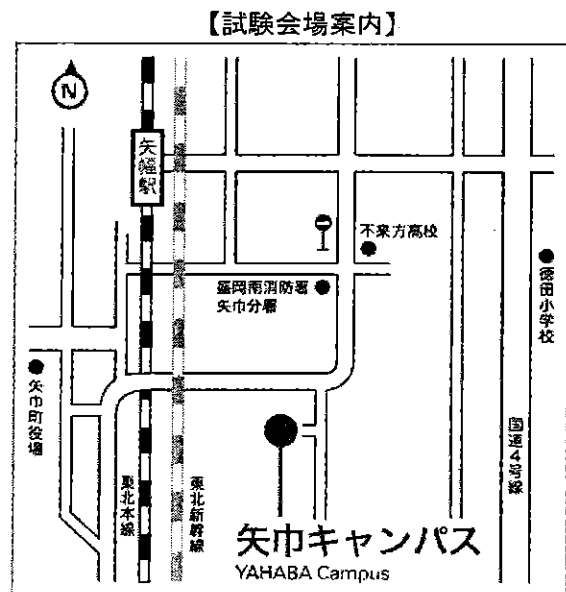 【試験会場案内】
N
矢幅駅
不来方高校
盛岡南消防署
矢巾分署
徳田小学校
矢巾町役場
国道4号線
東北本線
東北新幹線
矢巾キャンパス
YAHABA Campus